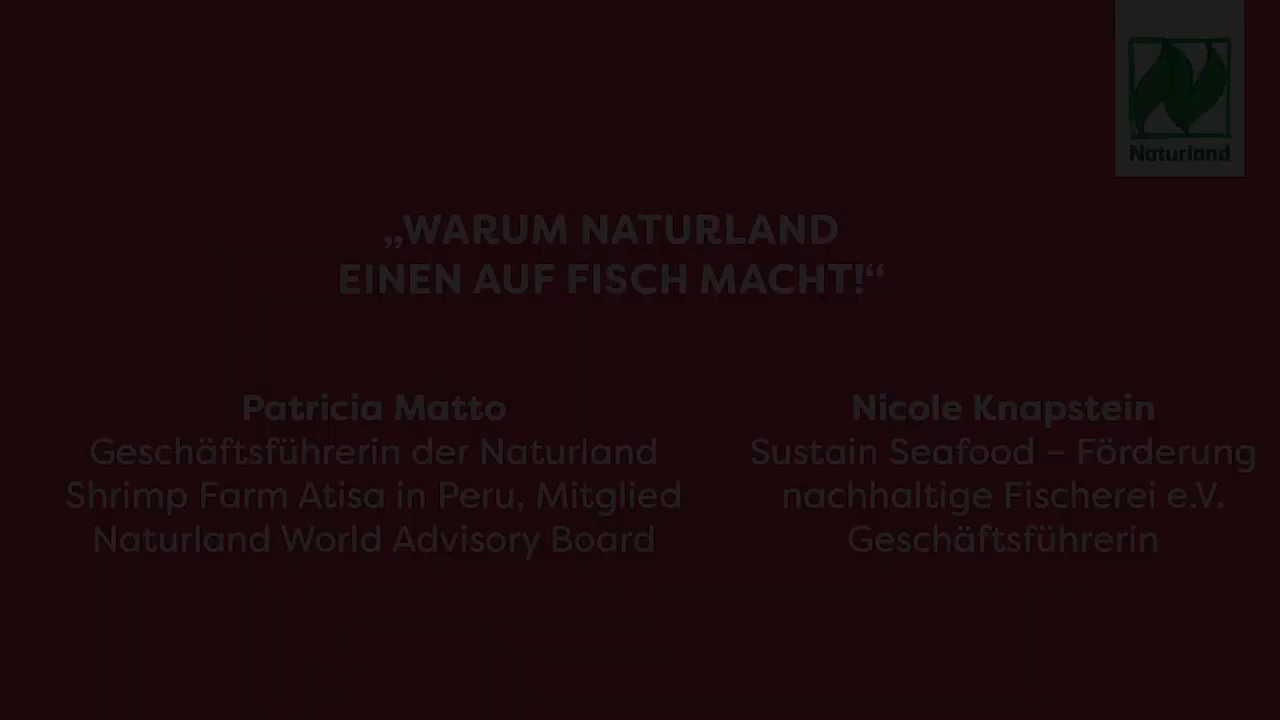 Naturland
„WARUM NATURLAND
EINEN AUF FISCH MACHT!“
Patricia Matto
Geschäftsführerin der Naturland
Shrimp Farm Atisa in Peru, Mitglied
Naturland World Advisory Board
Nicole Knapstein
Sustain Seafood – Förderung
nachhaltige Fischerei e.V.
Geschäftsführerin